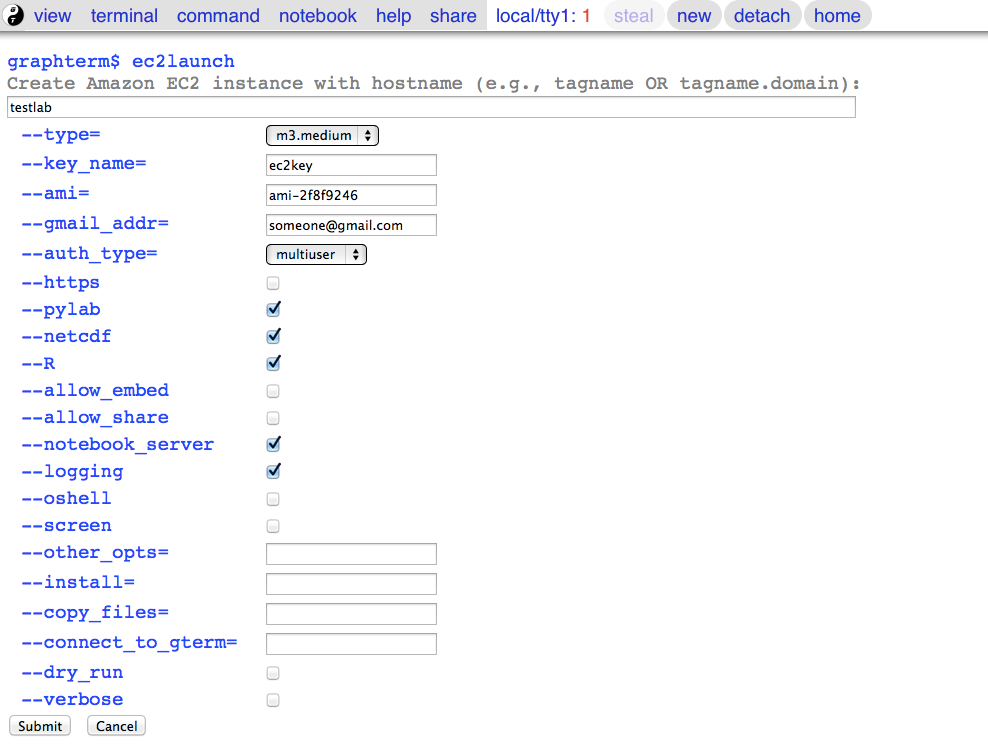 view terminal command notebook help share local/tty1: 1 steal new detach home
graphterm$ ec2launch
Create Amazon EC2 instance with hostname (e.g., tagname OR tagname.domain):
testlab
--type= m3.medium
--key_name= ec2key
--ami= ami-2f8f9246
--gmail_addr= someone@gmail.com
--auth_type= multiuser
--https
--pylab
--netcdf
--R
--allow_embed
--allow_share
--notebook_server
--logging
--oshell
--screen
--other_opts=
--install=
--copy_files=
--connect_to_gterm=
--dry_run
--verbose
Submit Cancel